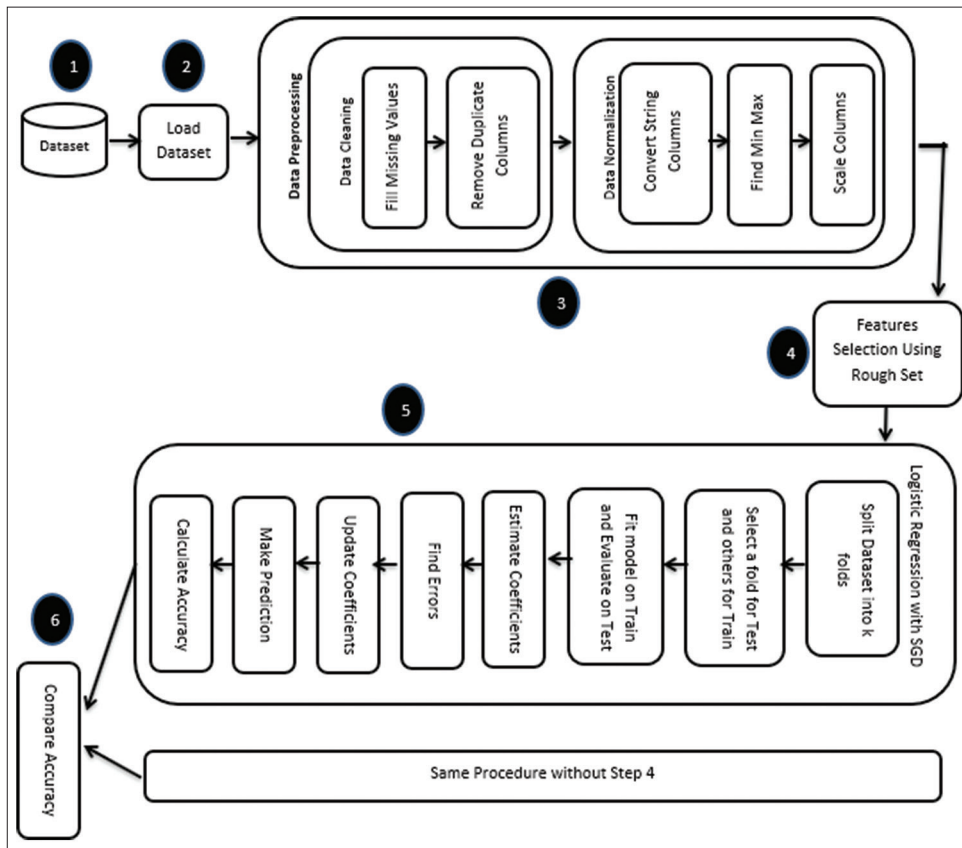 1
Dataset
2
Load
Dataset
Data Preprocessing
Data Cleaning
Fill Missing Values
Remove Duplicate
Columns
Data Normalization
Convert String
Columns
Find Min Max
Scale Columns
3
4
Features
Selection Using
Rough Set
5
Logistic Regression with SGD
Split Dataset into k
folds
Select a fold for Test
and others for Train
Fit model on Train
and Evaluate on Test
Estimate Coefficients
Find Errors
Update Coefficients
Make Prediction
Calculate Accuracy
6
Compare Accuracy
Same Procedure without Step 4